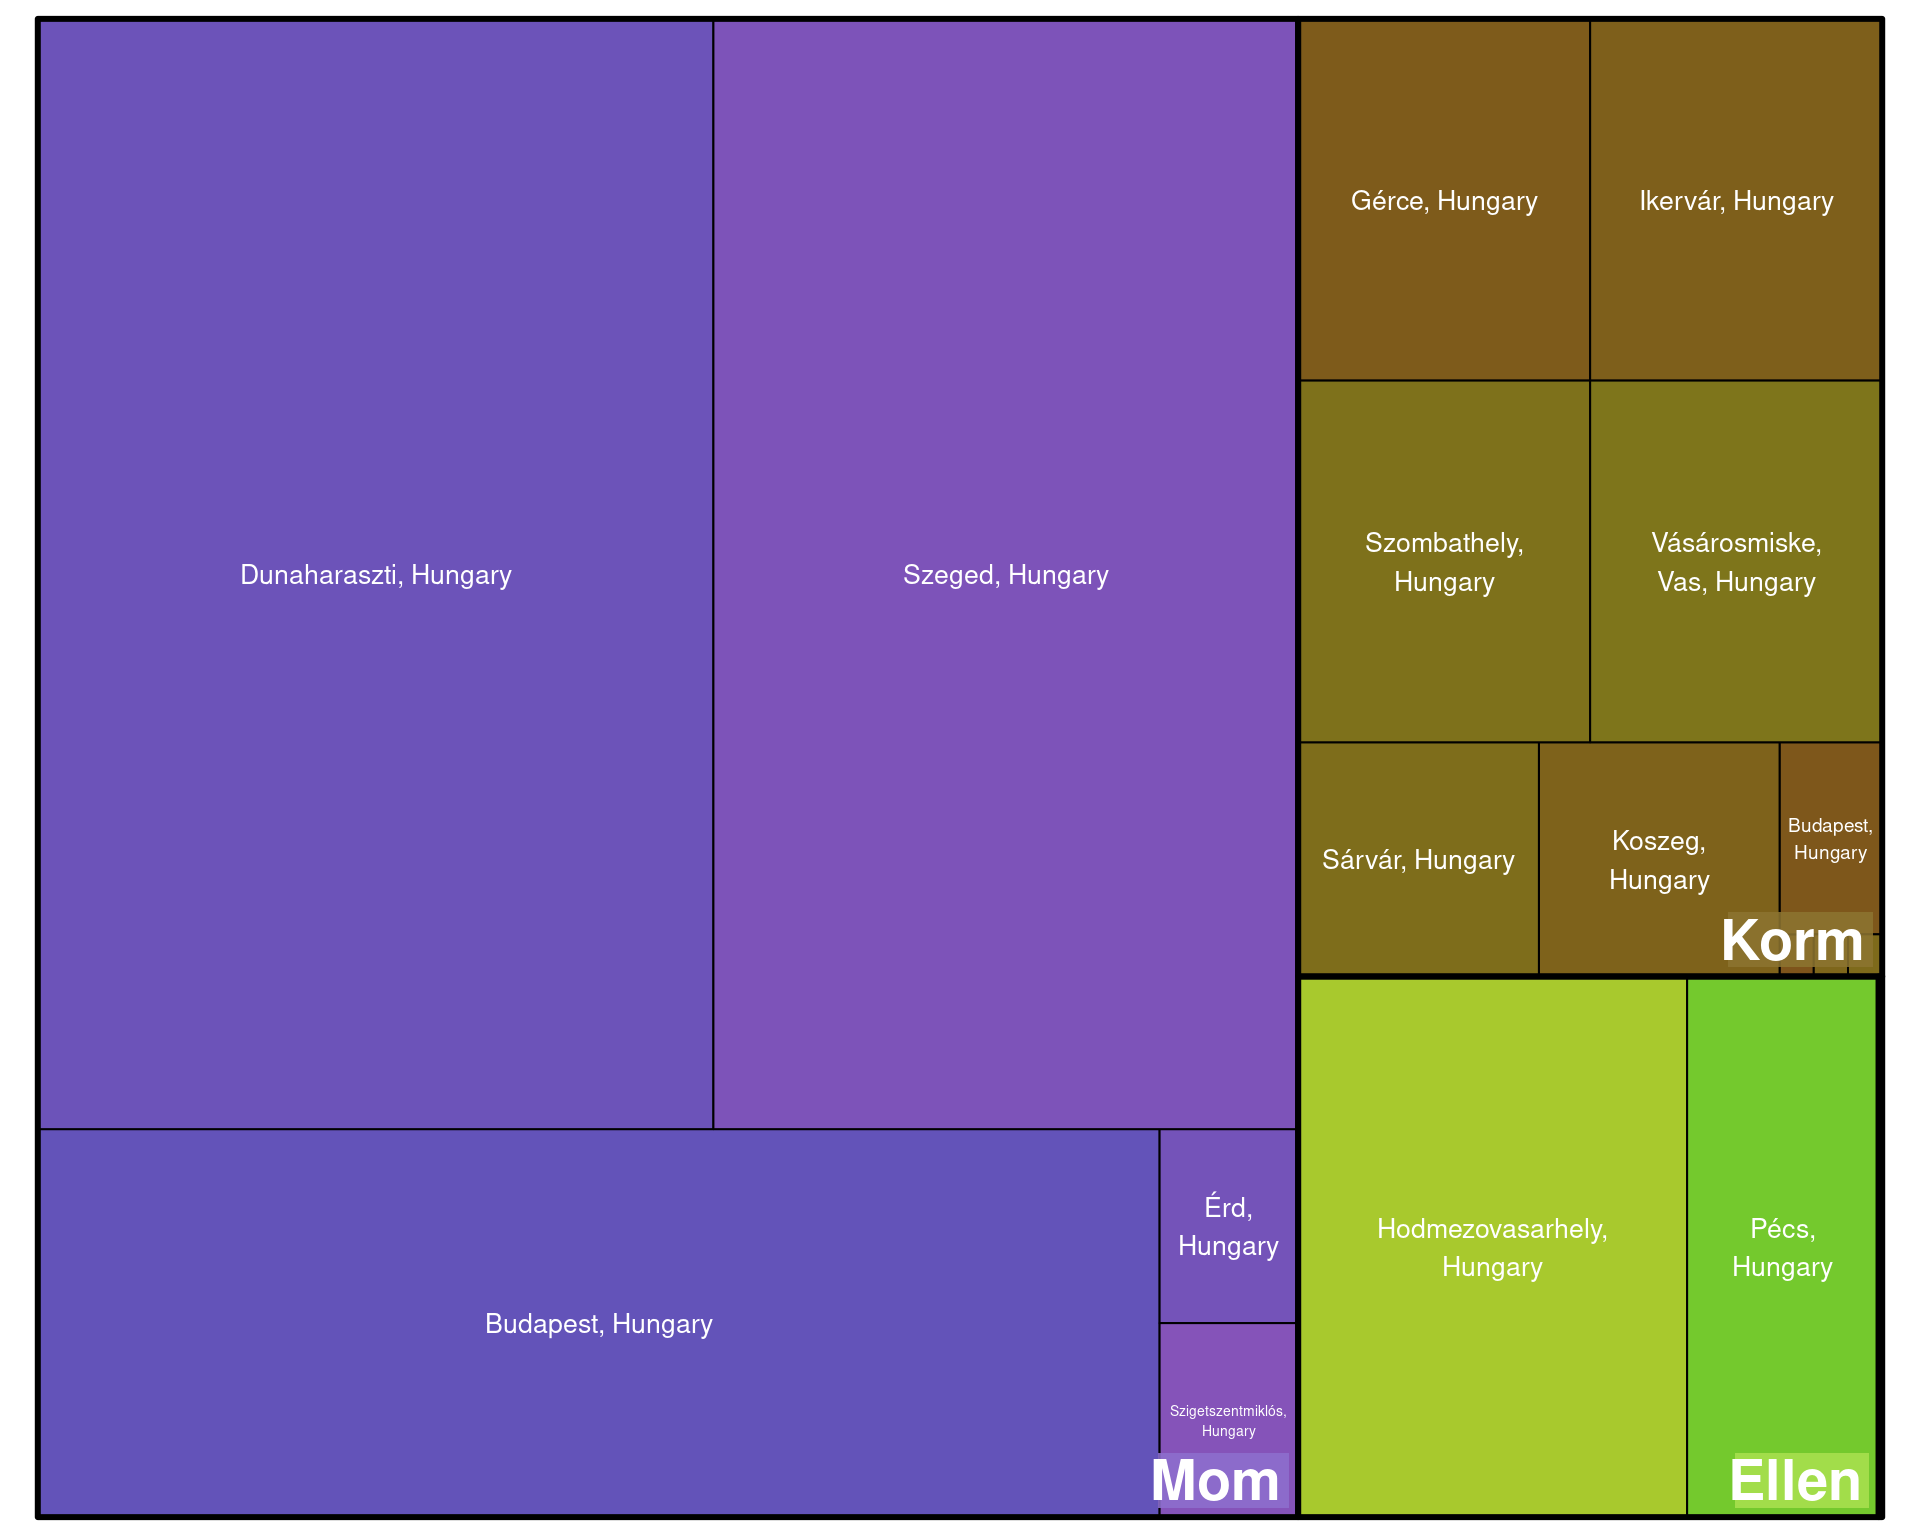 Dunaharaszti, Hungary
Szeged, Hungary
Budapest, Hungary
Érd,
Hungary
Szigetszentmiklós,
Hungary
Mom
Gérce, Hungary
Ikervár, Hungary
Szombathely,
Hungary
Vásárosmiske,
Vas, Hungary
Sárvár, Hungary
Koszeg,
Hungary
Budapest,
Hungary
Korm
Hodmezovasarhely,
Hungary
Pécs,
Hungary
Ellen